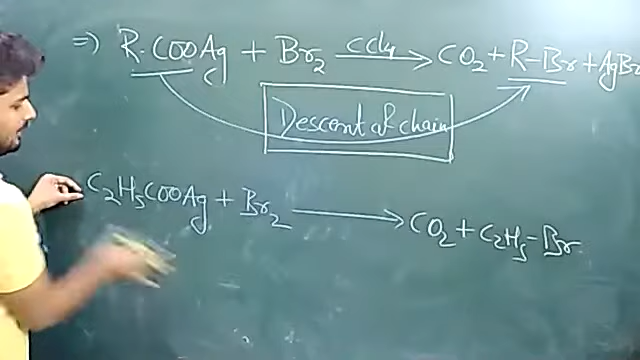 ⇒ R-COOAg + Br₂ —CCl₄→ CO₂ + R-Br + AgBr
C
Descent of chain
C₂H₅COOAg + Br₂ → CO₂ + C₂H₅-Br